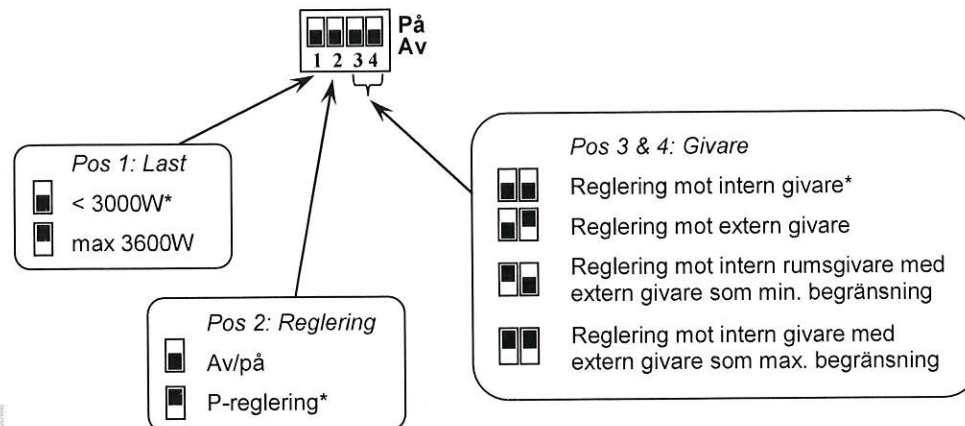 På
Av
1 2 3 4
Pos 1: Last
< 3000W*
max 3600W
Pos 2: Reglering
Av/på
P-reglering*
Pos 3 & 4: Givare
Reglering mot intern givare*
Reglering mot extern givare
Reglering mot intern rumsgivare med
extern givare som min. begränsning
Reglering mot intern givare med
extern givare som max. begränsning